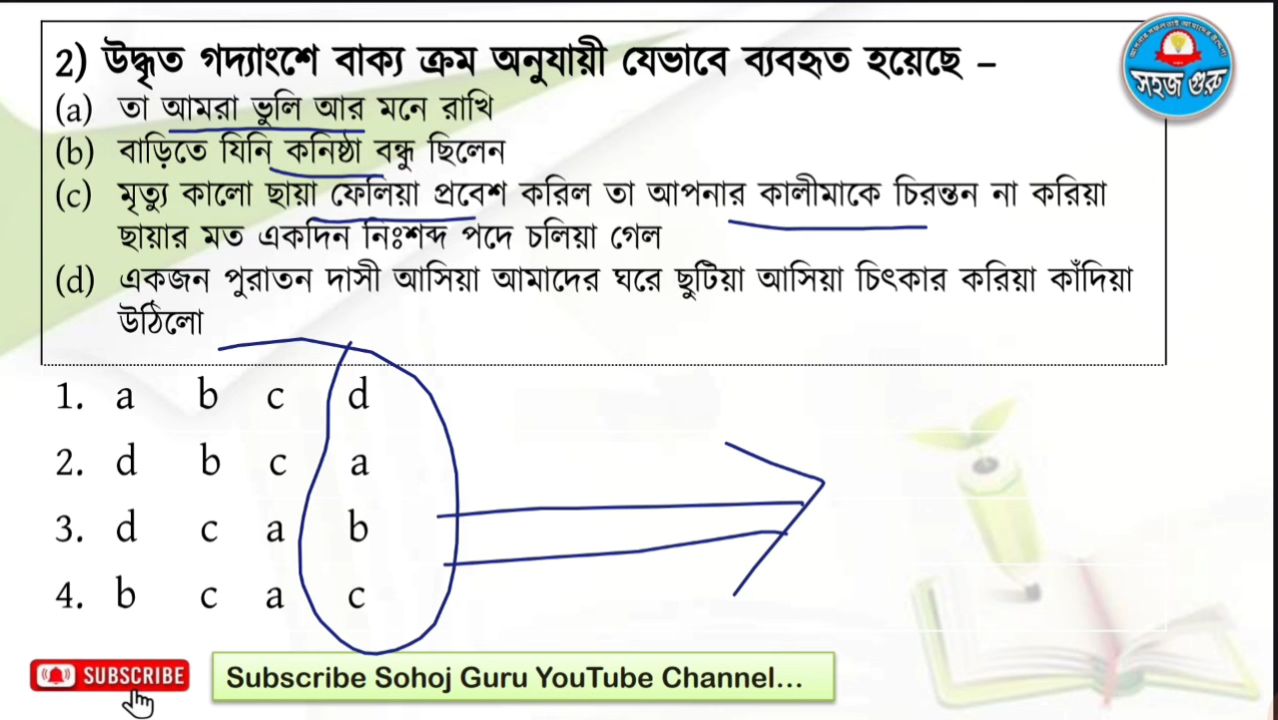 2) উদ্ধৃত গদ্যাংশে বাক্য ক্রম অনুযায়ী যেভাবে ব্যবহৃত হয়েছে –
(a) তা আমরা ভুলি আর মনে রাখি
(b) বাড়িতে যিনি কনিষ্ঠা বন্ধু ছিলেন
(c) মৃত্যু কালো ছায়া ফেলিয়া প্রবেশ করিল তা আপনার কালীমাকে চিরন্তন না করিয়া
ছায়ার মত একদিন নিঃশব্দ পদে চলিয়া গেল
(d) একজন পুরাতন দাসী আসিয়া আমাদের ঘরে ছুটিয়া আসিয়া চিৎকার করিয়া কাঁদিয়া
উঠিলো
সহজ গুরু
1. a b c d
2. d b c a
3. d c a b
4. b c a c
SUBSCRIBE
Subscribe Sohoj Guru YouTube Channel...